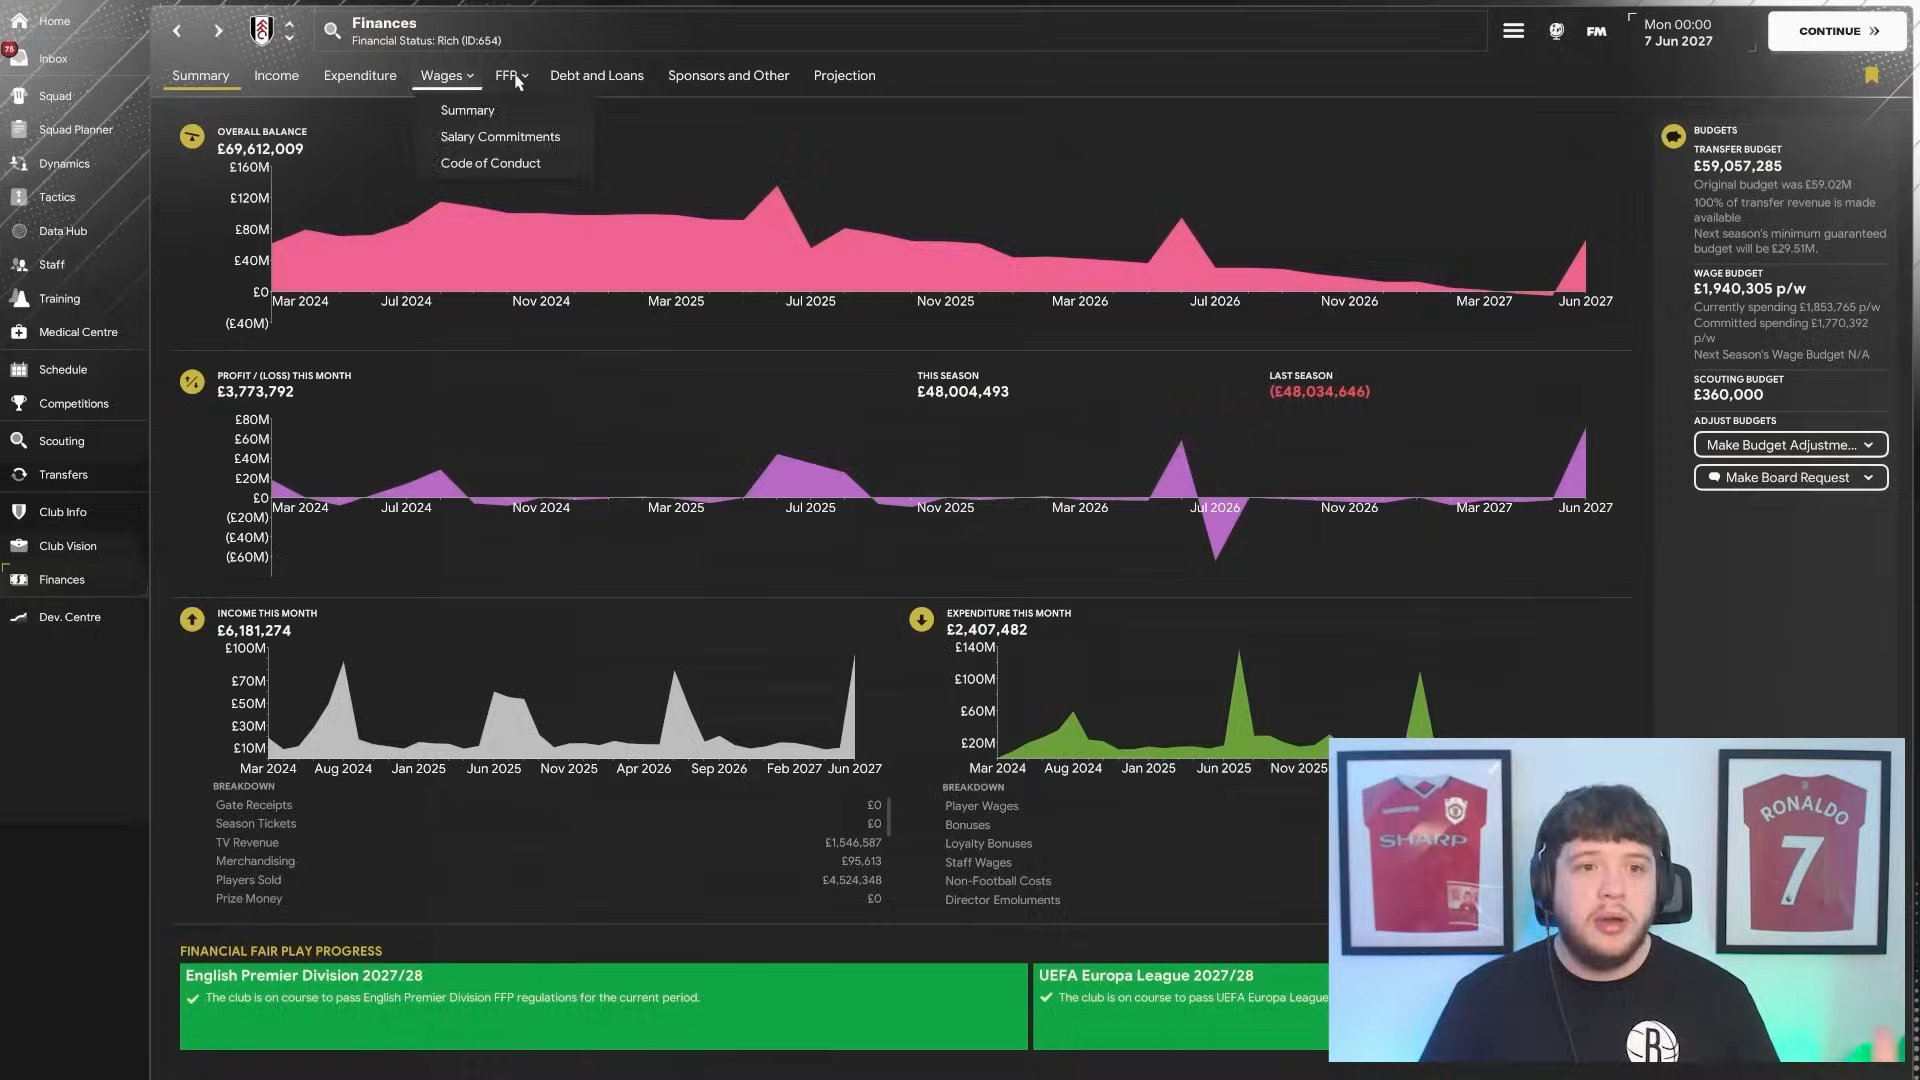 Home
75
Inbox
Squad
Squad Planner
Dynamics
Tactics
Data Hub
Staff
Training
Medical Centre
Schedule
Competitions
Scouting
Transfers
Club Info
Club Vision
Finances
Dev. Centre
Finances
Financial Status: Rich (ID:654)
FM
Mon 00:00
7 Jun 2027
CONTINUE
Summary Income Expenditure Wages FFP Debt and Loans Sponsors and Other Projection
Summary
Salary Commitments
Code of Conduct
OVERALL BALANCE
£69,612,009
£160M
£120M
£80M
£40M
£0
(£40M)
Mar 2024 Jul 2024 Nov 2024 Mar 2025 Jul 2025 Nov 2025 Mar 2026 Jul 2026 Nov 2026 Mar 2027 Jun 2027
PROFIT / (LOSS) THIS MONTH
£3,773,792
THIS SEASON
£48,004,493
LAST SEASON
(£48,034,646)
£80M
£60M
£40M
£20M
£0
(£20M)
(£40M)
(£60M)
Mar 2024 Jul 2024 Nov 2024 Mar 2025 Jul 2025 Nov 2025 Mar 2026 Jul 2026 Nov 2026 Mar 2027 Jun 2027
INCOME THIS MONTH
£6,181,274
£100M
£70M
£50M
£30M
£10M
Mar 2024 Aug 2024 Jan 2025 Jun 2025 Nov 2025 Apr 2026 Sep 2026 Feb 2027 Jun 2027
BREAKDOWN
Gate Receipts £0
Season Tickets £0
TV Revenue £1,546,587
Merchandising £95,613
Players Sold £4,524,348
Prize Money £0
EXPENDITURE THIS MONTH
£2,407,482
£140M
£100M
£60M
£20M
Mar 2024 Aug 2024 Jan 2025 Jun 2025 Nov 2025
BREAKDOWN
Player Wages
Bonuses
Loyalty Bonuses
Staff Wages
Non-Football Costs
Director Emoluments
FINANCIAL FAIR PLAY PROGRESS
English Premier Division 2027/28
The club is on course to pass English Premier Division FFP regulations for the current period.
UEFA Europa League 2027/28
The club is on course to pass UEFA Europa League
BUDGETS
TRANSFER BUDGET
£59,057,285
Original budget was £59.02M
100% of transfer revenue is made
available
Next season's minimum guaranteed
budget will be £29.51M.
WAGE BUDGET
£1,940,305 p/w
Currently spending £1,853,765 p/w
Committed spending £1,770,392
p/w
Next Season's Wage Budget N/A
SCOUTING BUDGET
£360,000
ADJUST BUDGETS
Make Budget Adjustme...
Make Board Request
SHARP
RONALDO
7
B